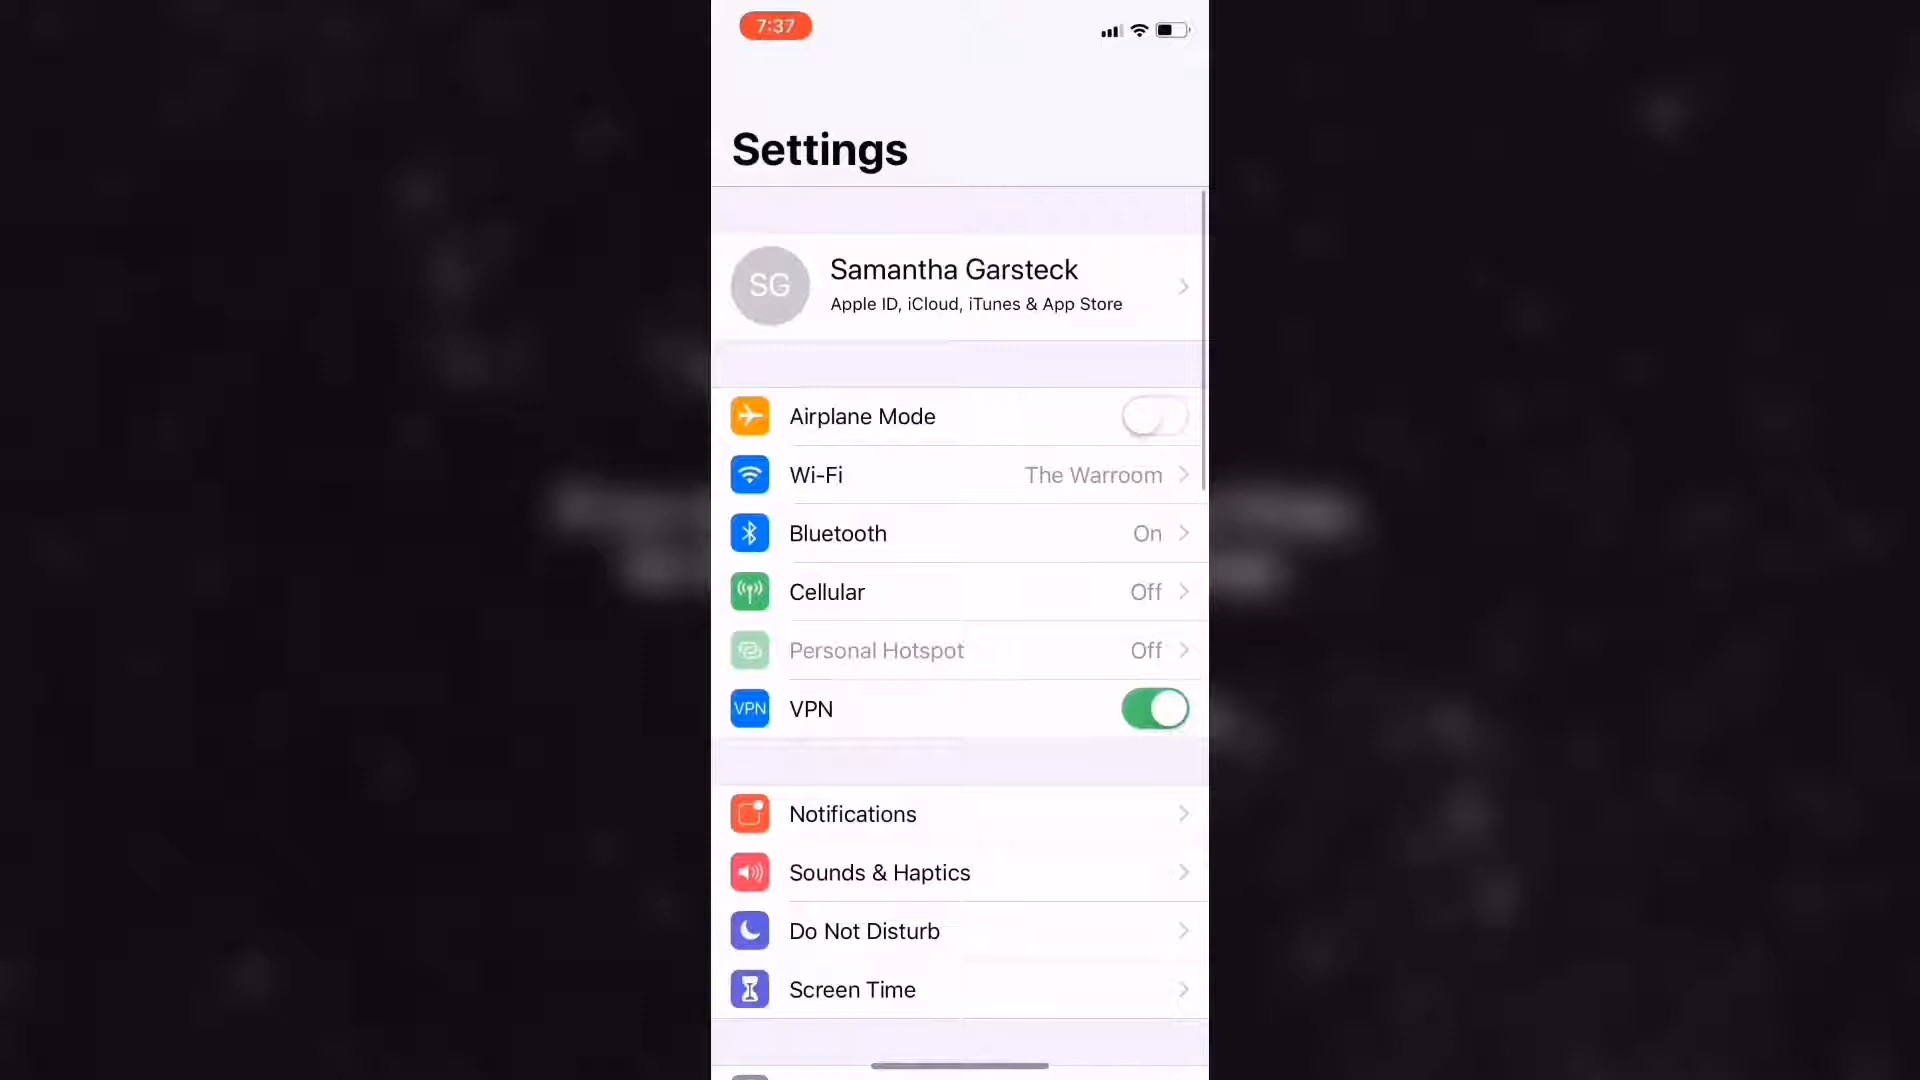 7:37
Settings
SG
Samantha Garsteck
Apple ID, iCloud, iTunes & App Store
Airplane Mode
Wi-Fi The Warroom
Bluetooth On
Cellular Off
Personal Hotspot Off
VPN VPN
Notifications
Sounds & Haptics
Do Not Disturb
Screen Time